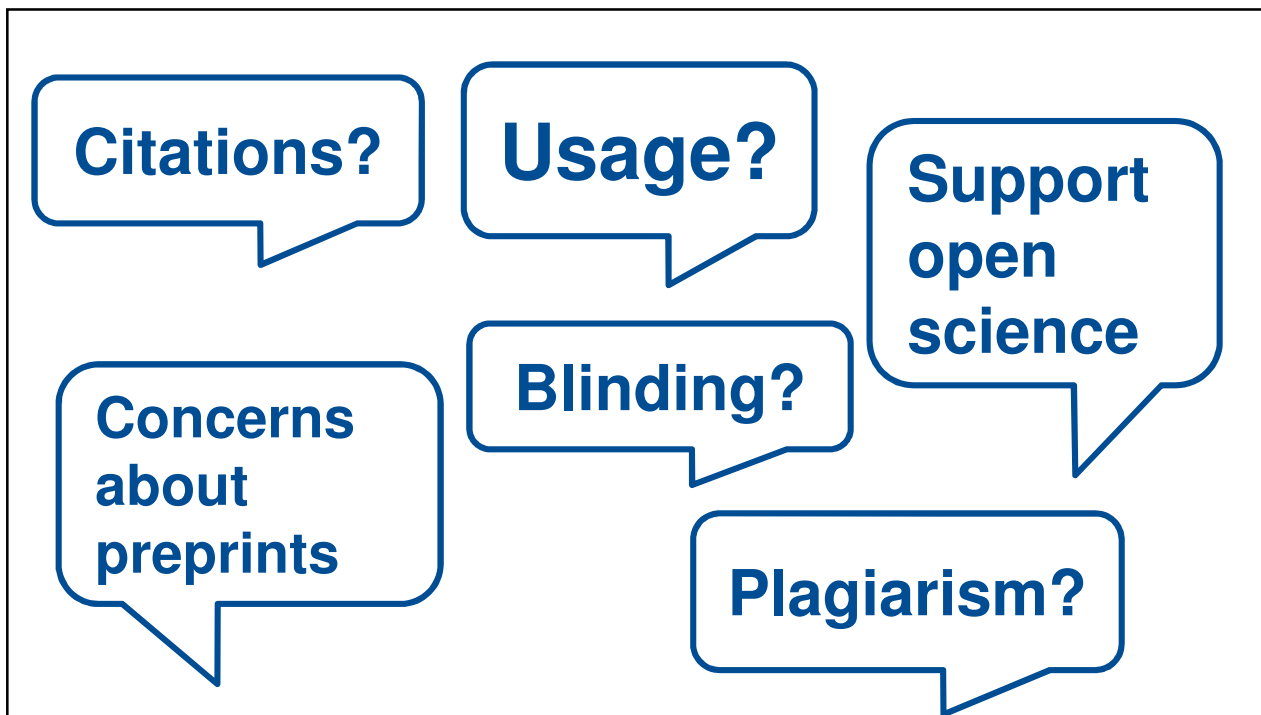 Citations?
Usage?
Support
open
science
Blinding?
Concerns
about
preprints
Plagiarism?